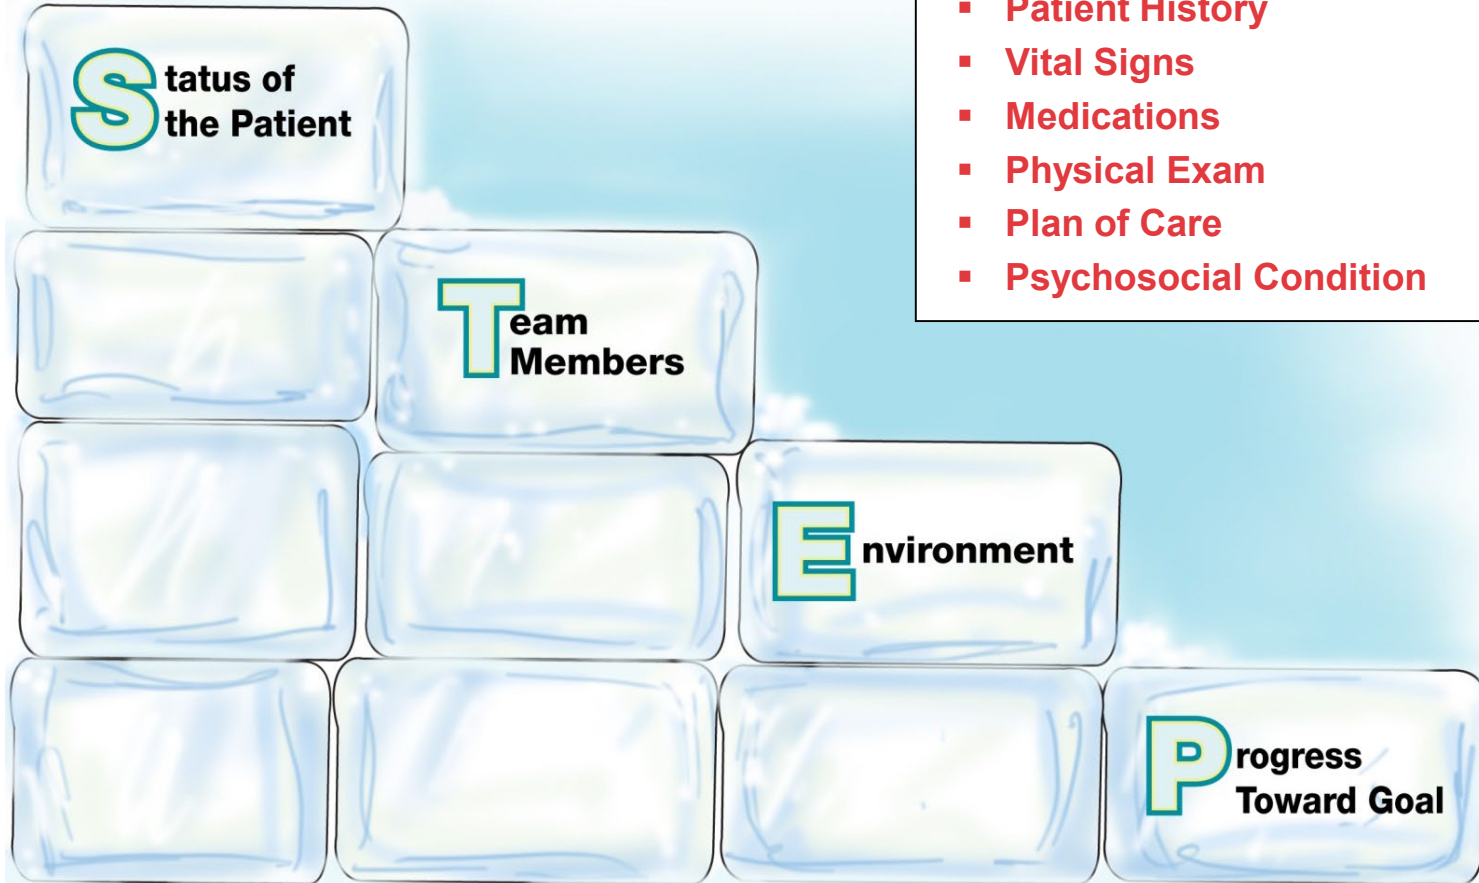 Status of
the Patient
Team
Members
Environment
Progress
Toward Goal
▪ Patient History
▪ Vital Signs
▪ Medications
▪ Physical Exam
▪ Plan of Care
▪ Psychosocial Condition